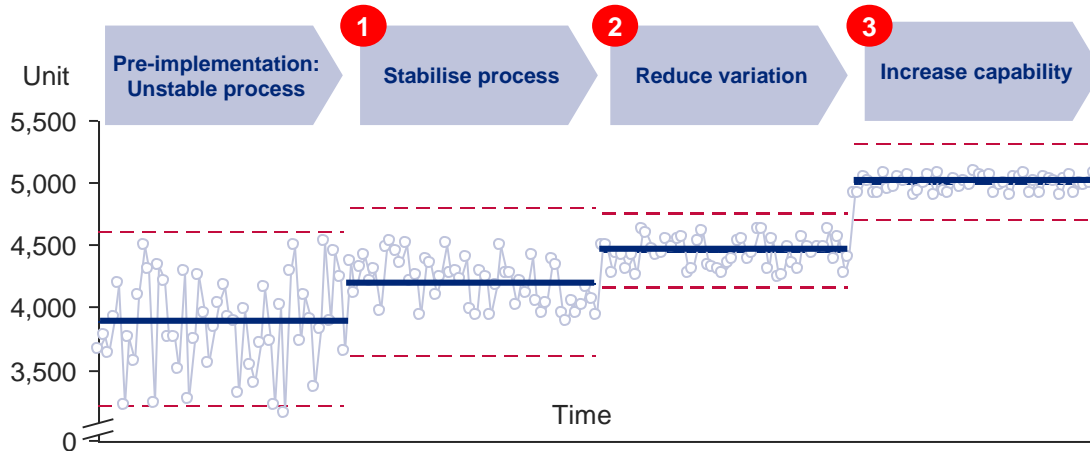 1
2
3
Pre-implementation:
Unstable process
Stabilise process
Reduce variation
Increase capability
Unit
5,500
5,000
4,500
4,000
3,500
0
Time